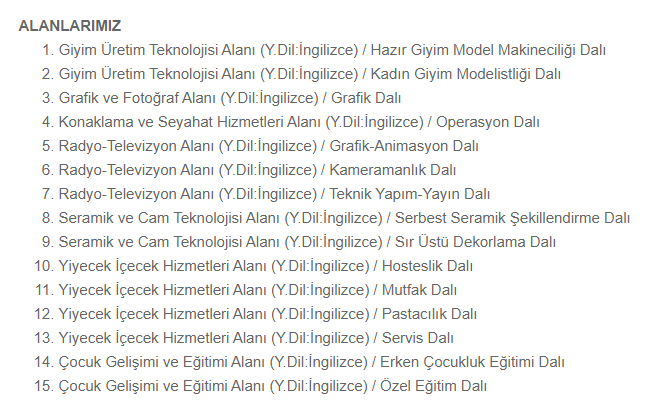 ALANLARIMIZ
1. Giyim Üretim Teknolojisi Alanı (Y.Dil:İngilizce) / Hazır Giyim Model Makineciliği Dalı
2. Giyim Üretim Teknolojisi Alanı (Y.Dil:İngilizce) / Kadın Giyim Modelistliği Dalı
3. Grafik ve Fotoğraf Alanı (Y.Dil:İngilizce) / Grafik Dalı
4. Konaklama ve Seyahat Hizmetleri Alanı (Y.Dil:İngilizce) / Operasyon Dalı
5. Radyo-Televizyon Alanı (Y.Dil:İngilizce) / Grafik-Animasyon Dalı
6. Radyo-Televizyon Alanı (Y.Dil:İngilizce) / Kameramanlık Dalı
7. Radyo-Televizyon Alanı (Y.Dil:İngilizce) / Teknik Yapım-Yayın Dalı
8. Seramik ve Cam Teknolojisi Alanı (Y.Dil:İngilizce) / Serbest Seramik Şekillendirme Dalı
9. Seramik ve Cam Teknolojisi Alanı (Y.Dil:İngilizce) / Sır Üstü Dekorlama Dalı
10. Yiyecek İçecek Hizmetleri Alanı (Y.Dil:İngilizce) / Hosteslik Dalı
11. Yiyecek İçecek Hizmetleri Alanı (Y.Dil:İngilizce) / Mutfak Dalı
12. Yiyecek İçecek Hizmetleri Alanı (Y.Dil:İngilizce) / Pastacılık Dalı
13. Yiyecek İçecek Hizmetleri Alanı (Y.Dil:İngilizce) / Servis Dalı
14. Çocuk Gelişimi ve Eğitimi Alanı (Y.Dil:İngilizce) / Erken Çocukluk Eğitimi Dalı
15. Çocuk Gelişimi ve Eğitimi Alanı (Y.Dil:İngilizce) / Özel Eğitim Dalı